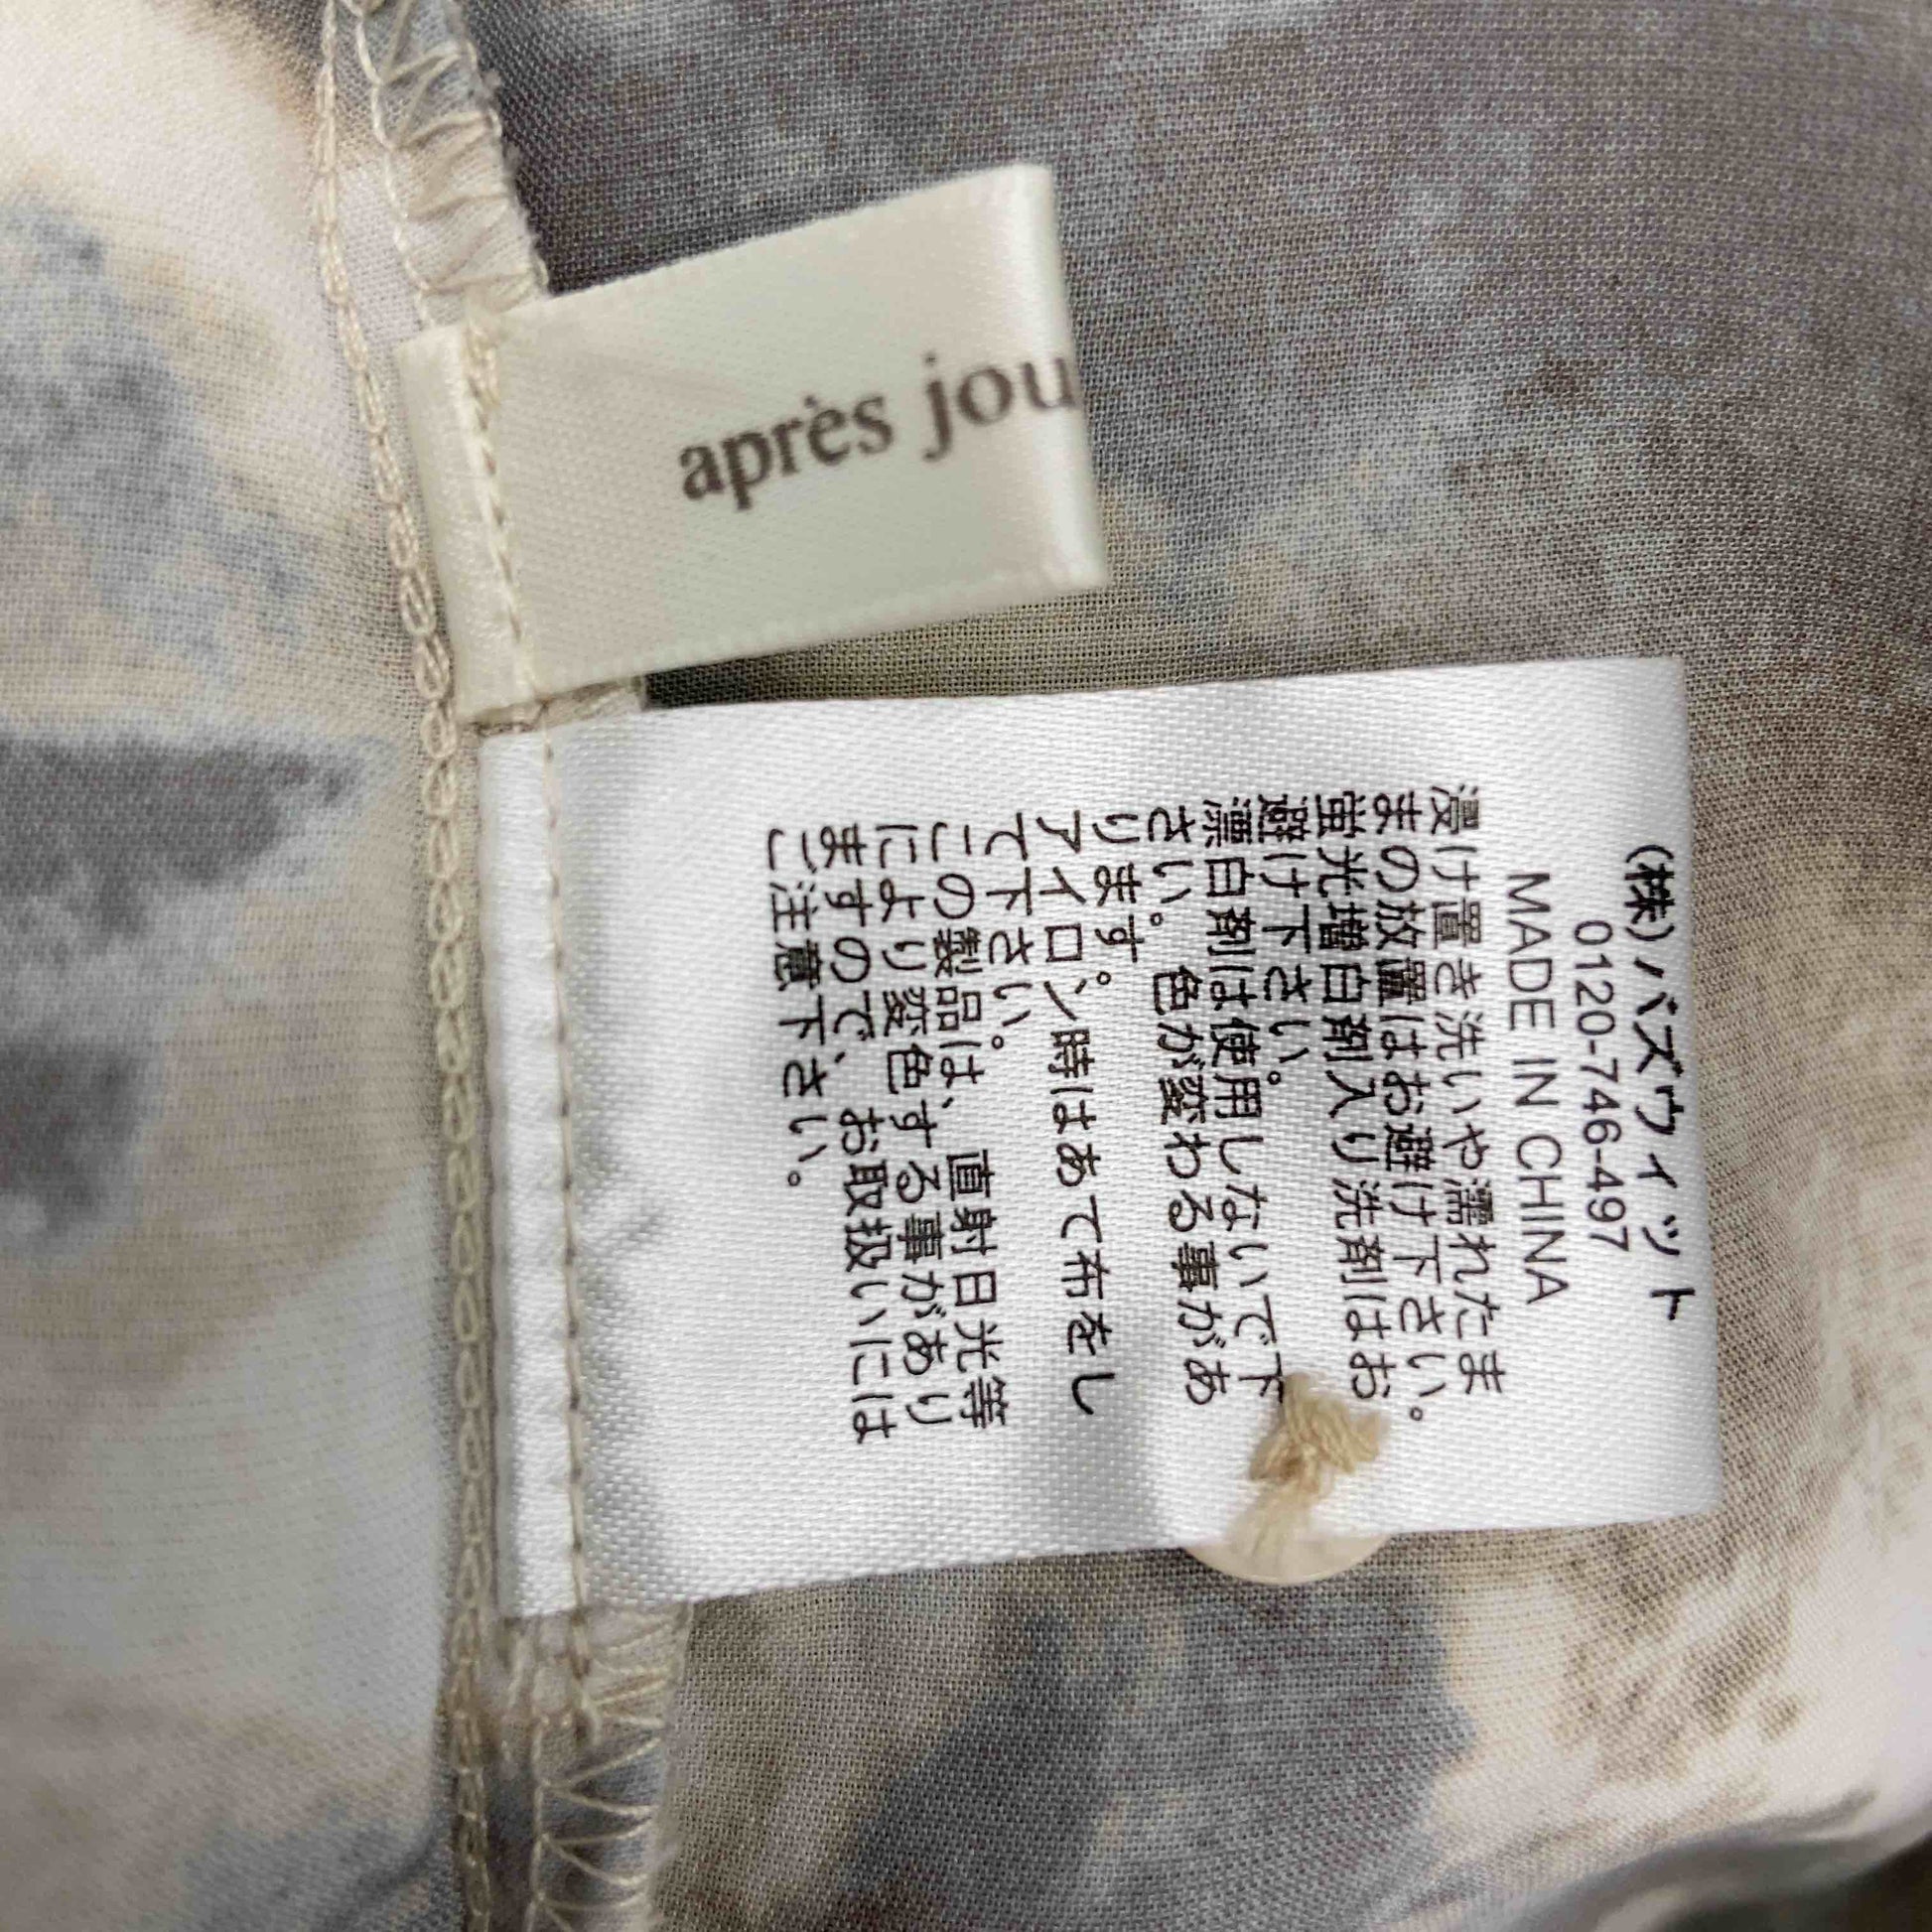 après jou
(株)バズウィット
0120-746-497
MADE IN CHINA
浸け置き洗いや濡れたま
まの放置はお避け下さい。
蛍光増白剤入り洗剤はお
避け下さい。
漂白剤は使用しないで下
さい。色が変わる事があ
ります。
アイロン時はあて布をし
て下さい。
この製品は、直射日光等
により変色する事があり
ますので、お取扱いには
ご注意下さい。